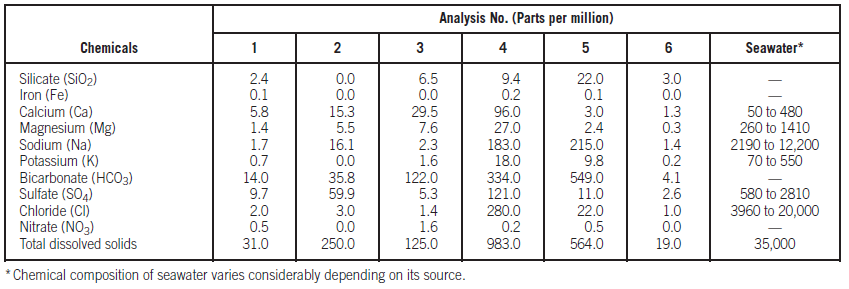 Analysis No. (Parts per million)
Chemicals 1 2 3 4 5 6 Seawater*
Silicate (SiO2) 2.4 0.0 6.5 9.4 22.0 3.0 —
Iron (Fe) 0.1 0.0 0.0 0.2 0.1 0.0 —
Calcium (Ca) 5.8 15.3 29.5 96.0 3.0 1.3 50 to 480
Magnesium (Mg) 1.4 5.5 7.6 27.0 2.4 0.3 260 to 1410
Sodium (Na) 1.7 16.1 2.3 183.0 215.0 1.4 2190 to 12,200
Potassium (K) 0.7 0.0 1.6 18.0 9.8 0.2 70 to 550
Bicarbonate (HCO3) 14.0 35.8 122.0 334.0 549.0 4.1 —
Sulfate (SO4) 9.7 59.9 5.3 121.0 11.0 2.6 580 to 2810
Chloride (Cl) 2.0 3.0 1.4 280.0 22.0 1.0 3960 to 20,000
Nitrate (NO3) 0.5 0.0 1.6 0.2 0.5 0.0 —
Total dissolved solids 31.0 250.0 125.0 983.0 564.0 19.0 35,000
*Chemical composition of seawater varies considerably depending on its source.